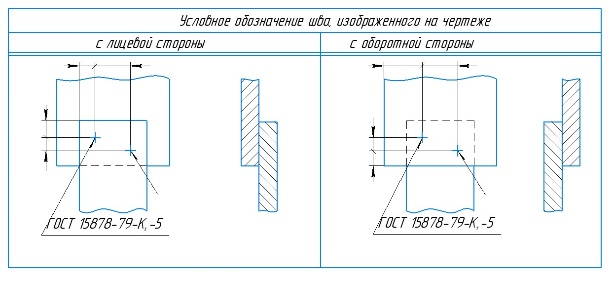 Условное обозначение шва, изображенного на чертеже
с лицевой стороны
с оборотной стороны
ГОСТ 15878-79-К,-5
ГОСТ 15878-79-К,-5